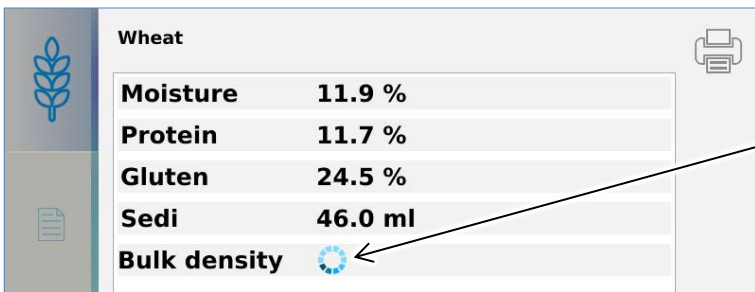 Wheat
Moisture 11.9 %
Protein 11.7 %
Gluten 24.5 %
Sedi 46.0 ml
Bulk density